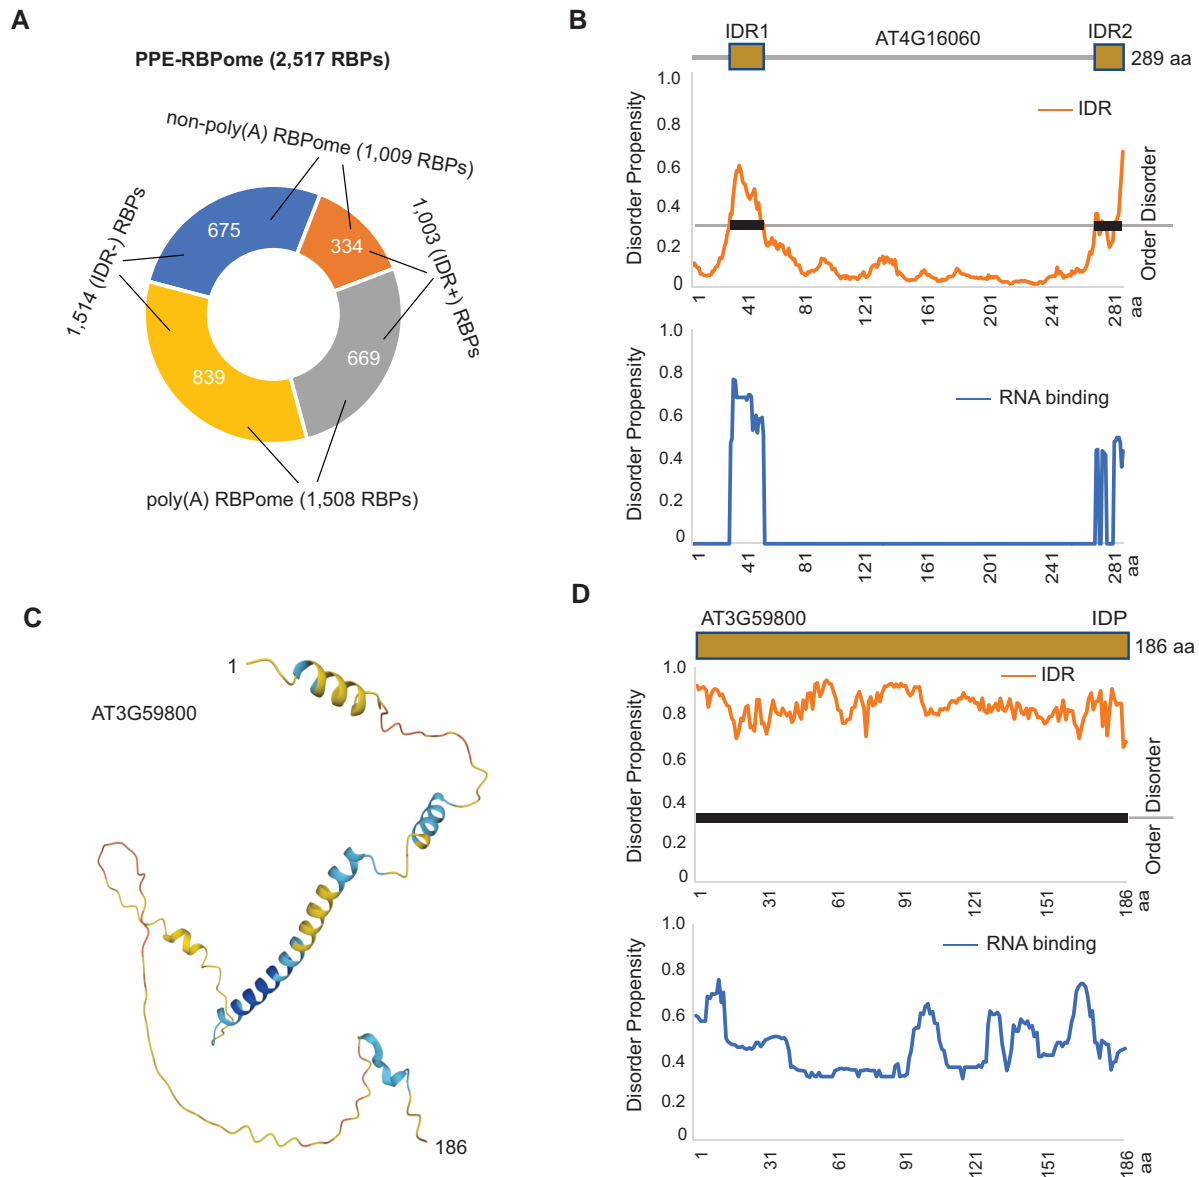 A
PPE-RBPome (2,517 RBPs)
non-poly(A) RBPome (1,009 RBPs)
1,514 (IDR-) RBPs
1,003 (IDR+) RBPs
675
334
669
839
poly(A) RBPome (1,508 RBPs)
B
IDR1
AT4G16060
IDR2
289 aa
Disorder Propensity
1.0
0.8
0.6
0.4
0.2
0
IDR
Order Disorder
1
41
81
121
161
201
241
281
aa
Disorder Propensity
1.0
0.8
0.6
0.4
0.2
0
RNA binding
1
41
81
121
161
201
241
281
aa
C
AT3G59800
1
186
D
AT3G59800
IDP
186 aa
Disorder Propensity
1.0
0.8
0.6
0.4
0.2
0
IDR
Order Disorder
1
31
61
91
121
151
186
aa
Disorder Propensity
1.0
0.8
0.6
0.4
0.2
0
RNA binding
1
31
61
91
121
151
186
aa